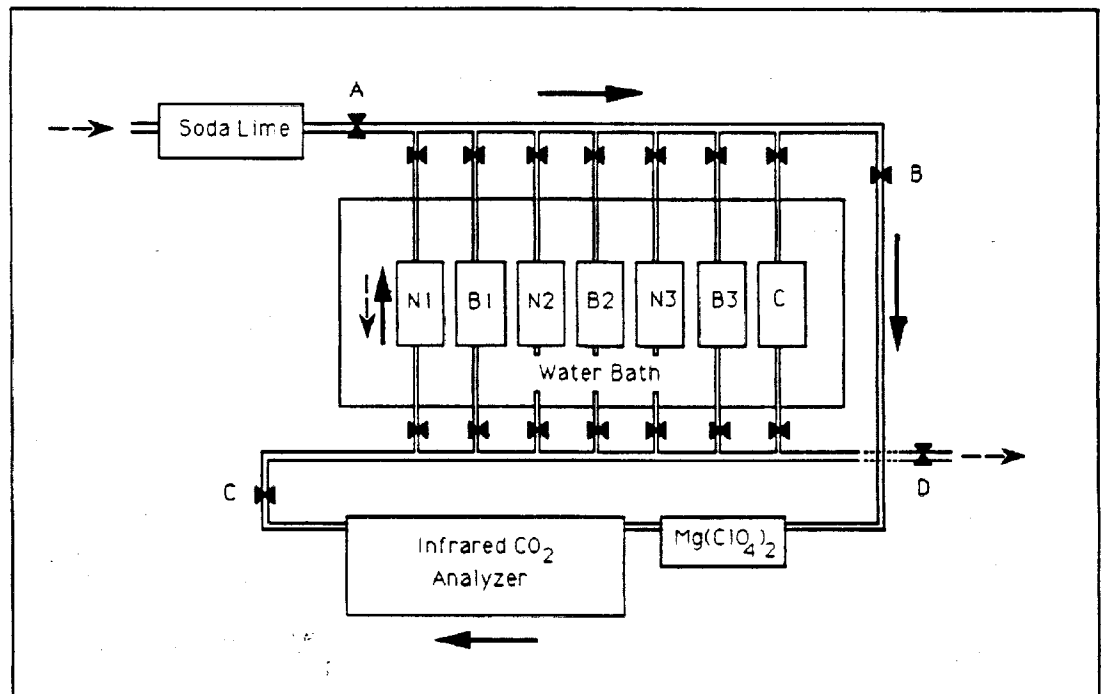 A
Soda Lime
B
N1 B1 N2 B2 N3 B3 C
Water Bath
C
D
Infrared CO2
Analyzer
Mg(ClO4)2